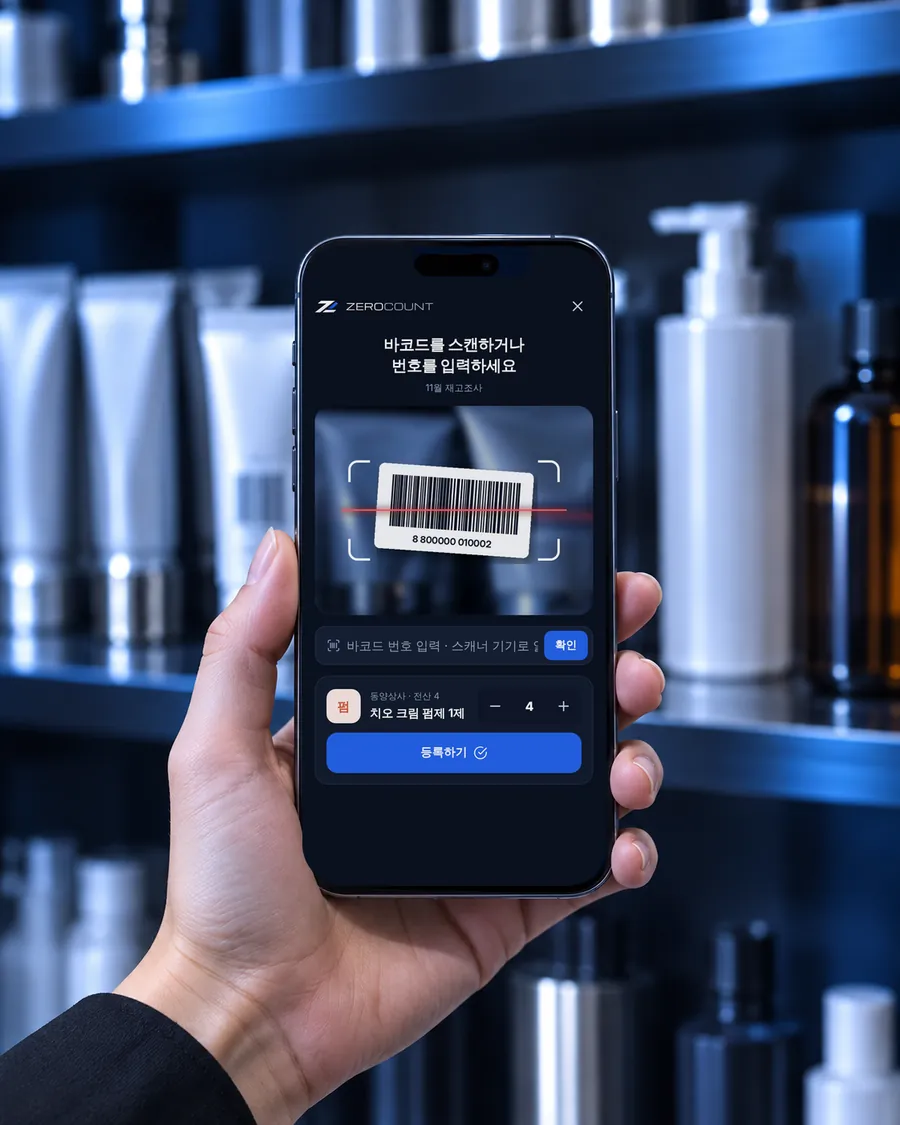 ZEROCOUNT
바코드를 스캔하거나
번호를 입력하세요
11월 재고조사
8 800000 010002
바코드 번호 입력 · 스캐너 기기로
확인
펌
동양상사 · 전산 4
치오 크림 펌제 1제
4
등록하기